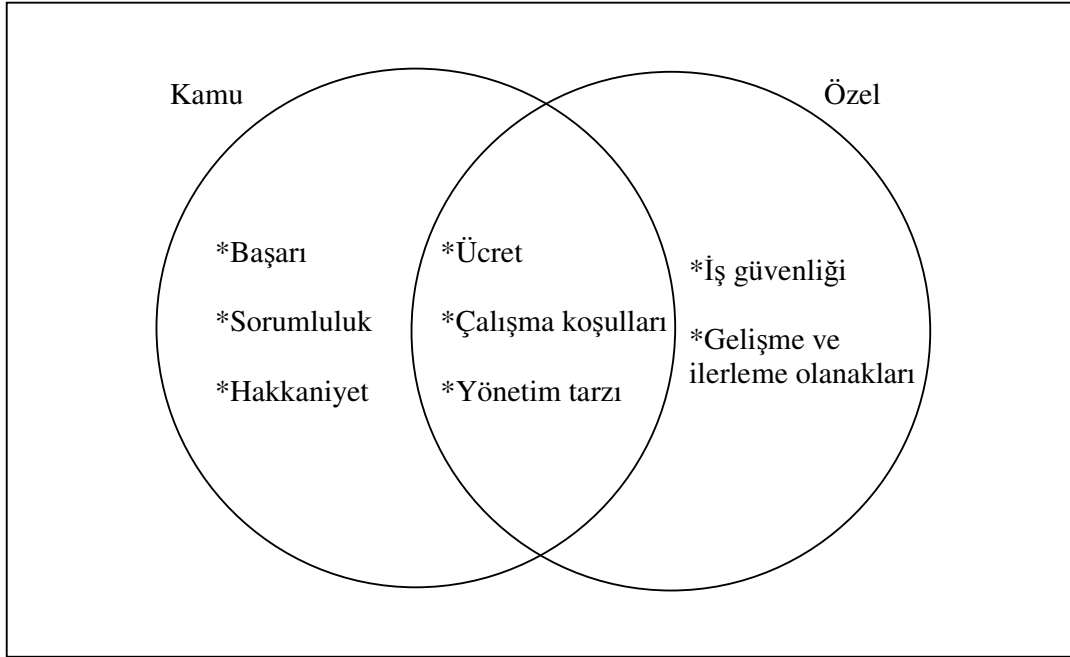 Kamu
Özel
*Başarı
*Sorumluluk
*Hakkaniyet
*Ücret
*Çalışma koşulları
*Yönetim tarzı
*İş güvenliği
*Gelişme ve
ilerleme olanakları